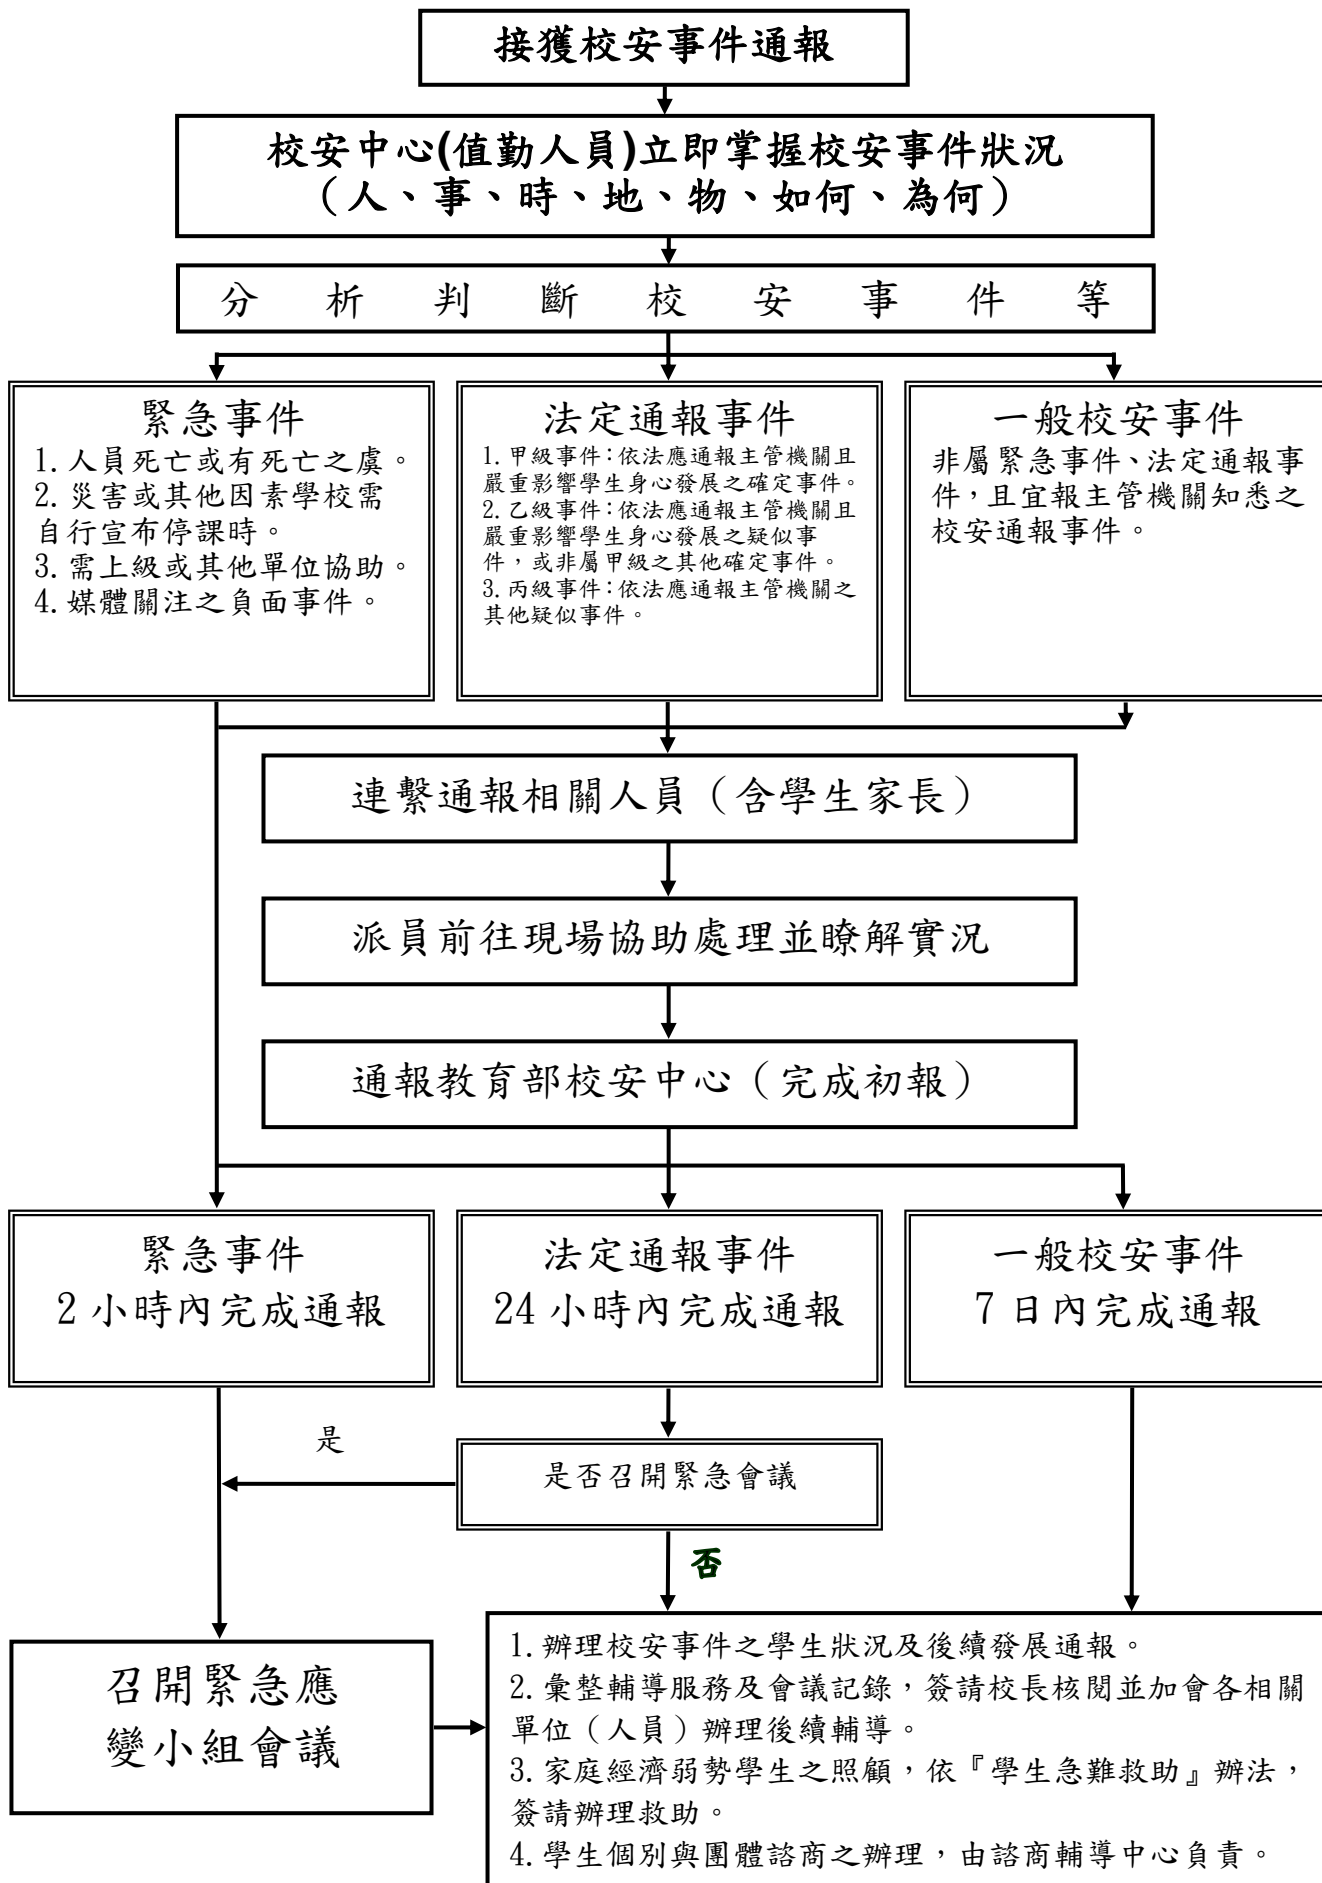 接獲校安事件通報
校安中心(值勤人員)立即掌握校安事件狀況
（人、事、時、地、物、如何、為何）
分析判斷校安事件等
緊急事件
1.人員死亡或有死亡之虞。
2.災害或其他因素學校需
自行宣布停課時。
3.需上級或其他單位協助。
4.媒體關注之負面事件。
法定通報事件
1.甲級事件：依法應通報主管機關且
嚴重影響學生身心發展之確定事件。
2.乙級事件：依法應通報主管機關且
嚴重影響學生身心發展之疑似事
件，或非屬甲級之其他確定事件。
3.丙級事件：依法應通報主管機關之
其他疑似事件。
一般校安事件
非屬緊急事件、法定通報事
件，且宜報主管機關知悉之
校安通報事件。
連繫通報相關人員（含學生家長）
派員前往現場協助處理並瞭解實況
通報教育部校安中心（完成初報）
緊急事件
2 小時內完成通報
法定通報事件
24 小時內完成通報
一般校安事件
7 日內完成通報
是
是否召開緊急會議
否
召開緊急應
變小組會議
1.辦理校安事件之學生狀況及後續發展通報。
2.彙整輔導服務及會議記錄，簽請校長核閱並加會各相關
單位（人員）辦理後續輔導。
3.家庭經濟弱勢學生之照顧，依『學生急難救助』辦法，
簽請辦理救助。
4.學生個別與團體諮商之辦理，由諮商輔導中心負責。